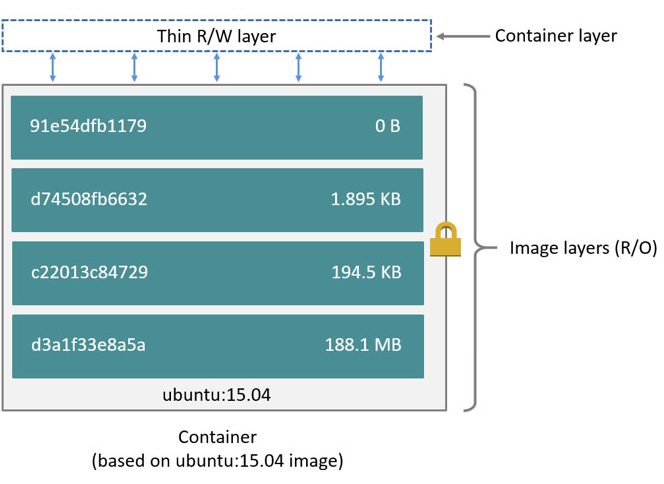 Thin R/W layer
Container layer
91e54dfb1179 0 B
d74508fb6632 1.895 KB
c22013c84729 194.5 KB
d3a1f33e8a5a 188.1 MB
Image layers (R/O)
ubuntu:15.04
Container
(based on ubuntu:15.04 image)